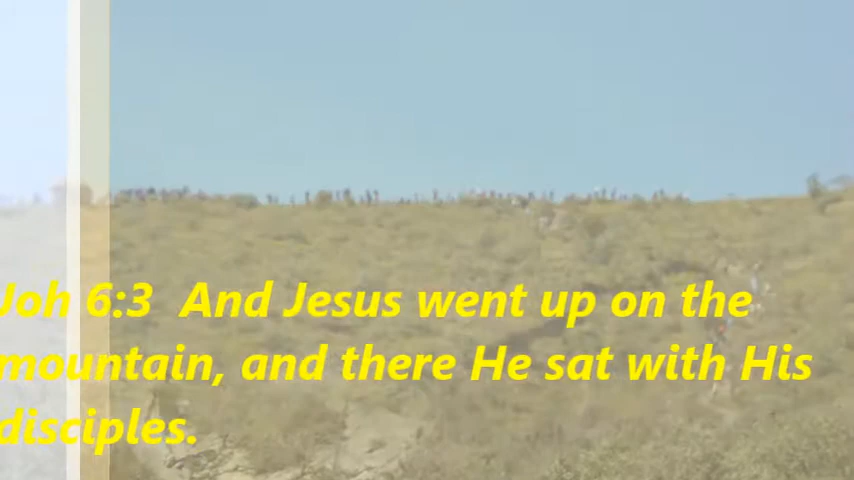 Joh 6:3  And Jesus went up on the
mountain, and there He sat with His
disciples.